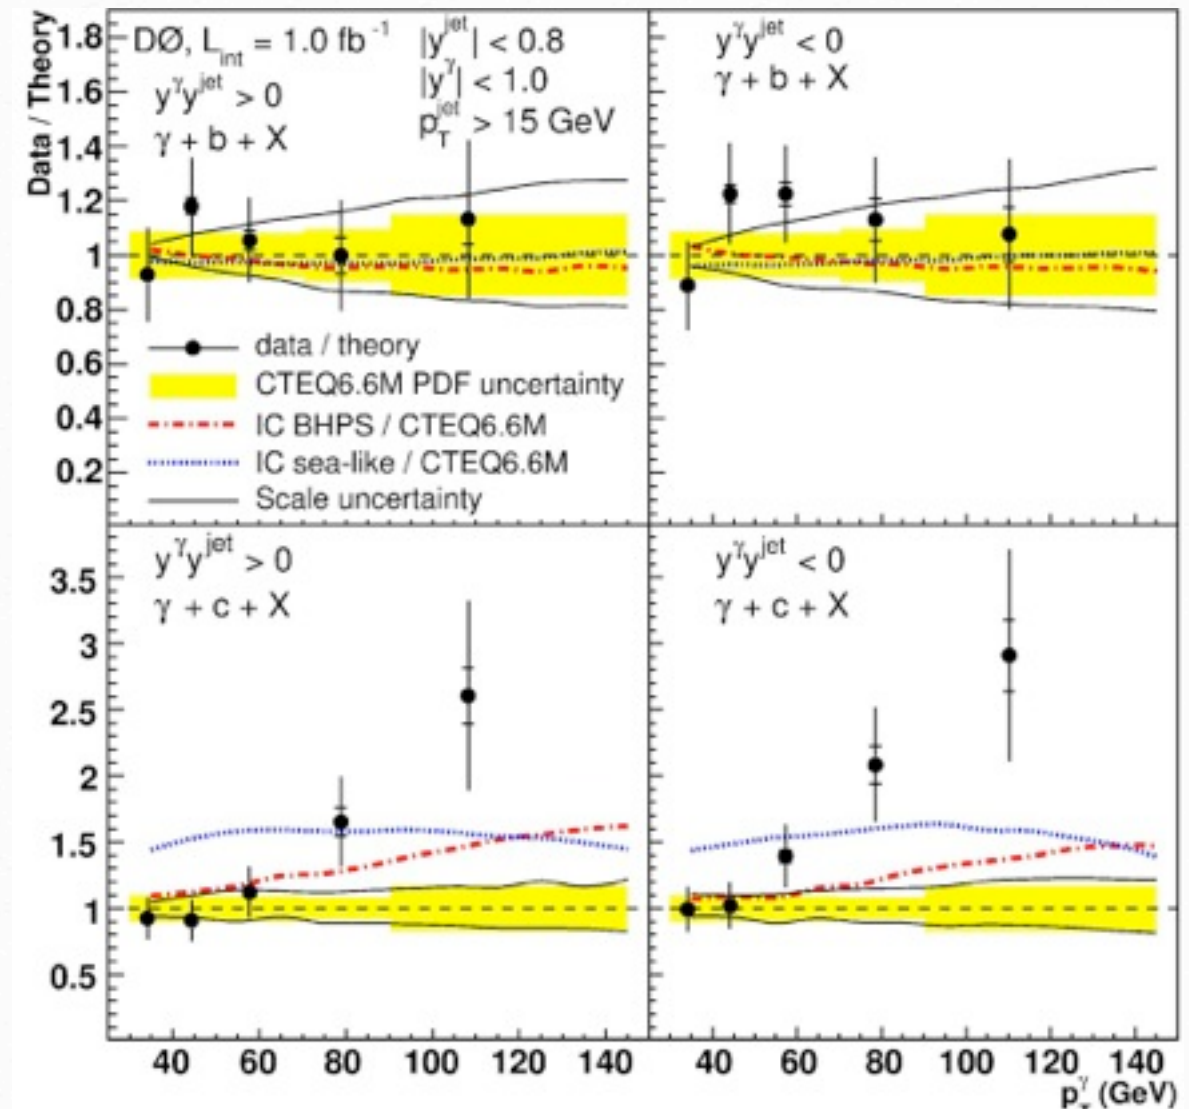 Data / Theory
1.8
1.6
1.4
1.2
1
0.8
0.6
0.4
0.2
DØ, L_int = 1.0 fb⁻¹
y^γ y^jet > 0
γ + b + X
|y^jet| < 0.8
|y^γ| < 1.0
p_T^jet > 15 GeV
data / theory
CTEQ6.6M PDF uncertainty
IC BHPS / CTEQ6.6M
IC sea-like / CTEQ6.6M
Scale uncertainty
y^γ y^jet < 0
γ + b + X
3.5
3
2.5
2
1.5
1
0.5
y^γ y^jet > 0
γ + c + X
y^γ y^jet < 0
γ + c + X
40 60 80 100 120 140
40 60 80 100 120 140
p_T^γ (GeV)